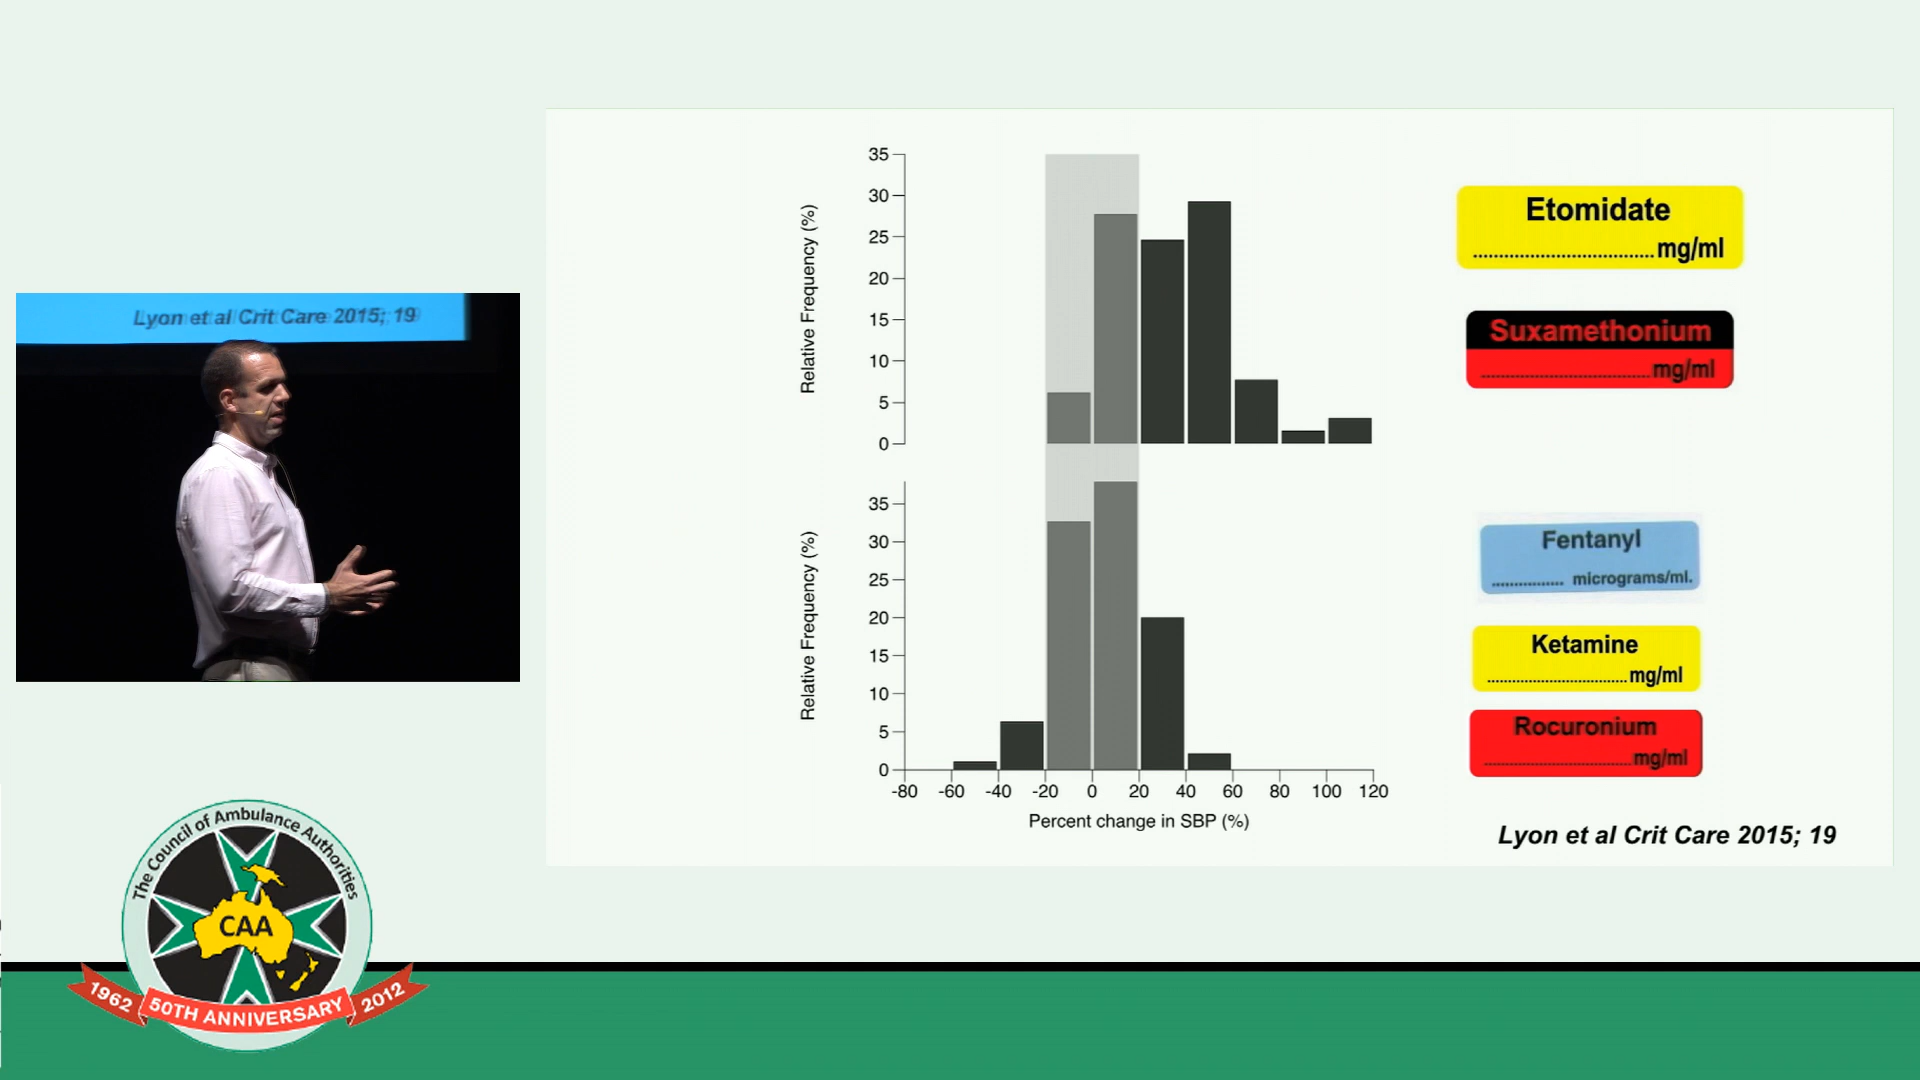 Lyon et al Crit Care 2015; 19
35
30
25
20
15
10
5
0
Relative Frequency (%)
35
30
25
20
15
10
5
0
Relative Frequency (%)
-80 -60 -40 -20 0 20 40 60 80 100 120
Percent change in SBP (%)
Etomidate
....................................mg/ml
Suxamethonium
....................................mg/ml
Fentanyl
................ micrograms/ml.
Ketamine
....................................mg/ml
Rocuronium
....................................mg/ml
Lyon et al Crit Care 2015; 19
The Council of Ambulance Authorities
CAA
1962 50TH ANNIVERSARY 2012